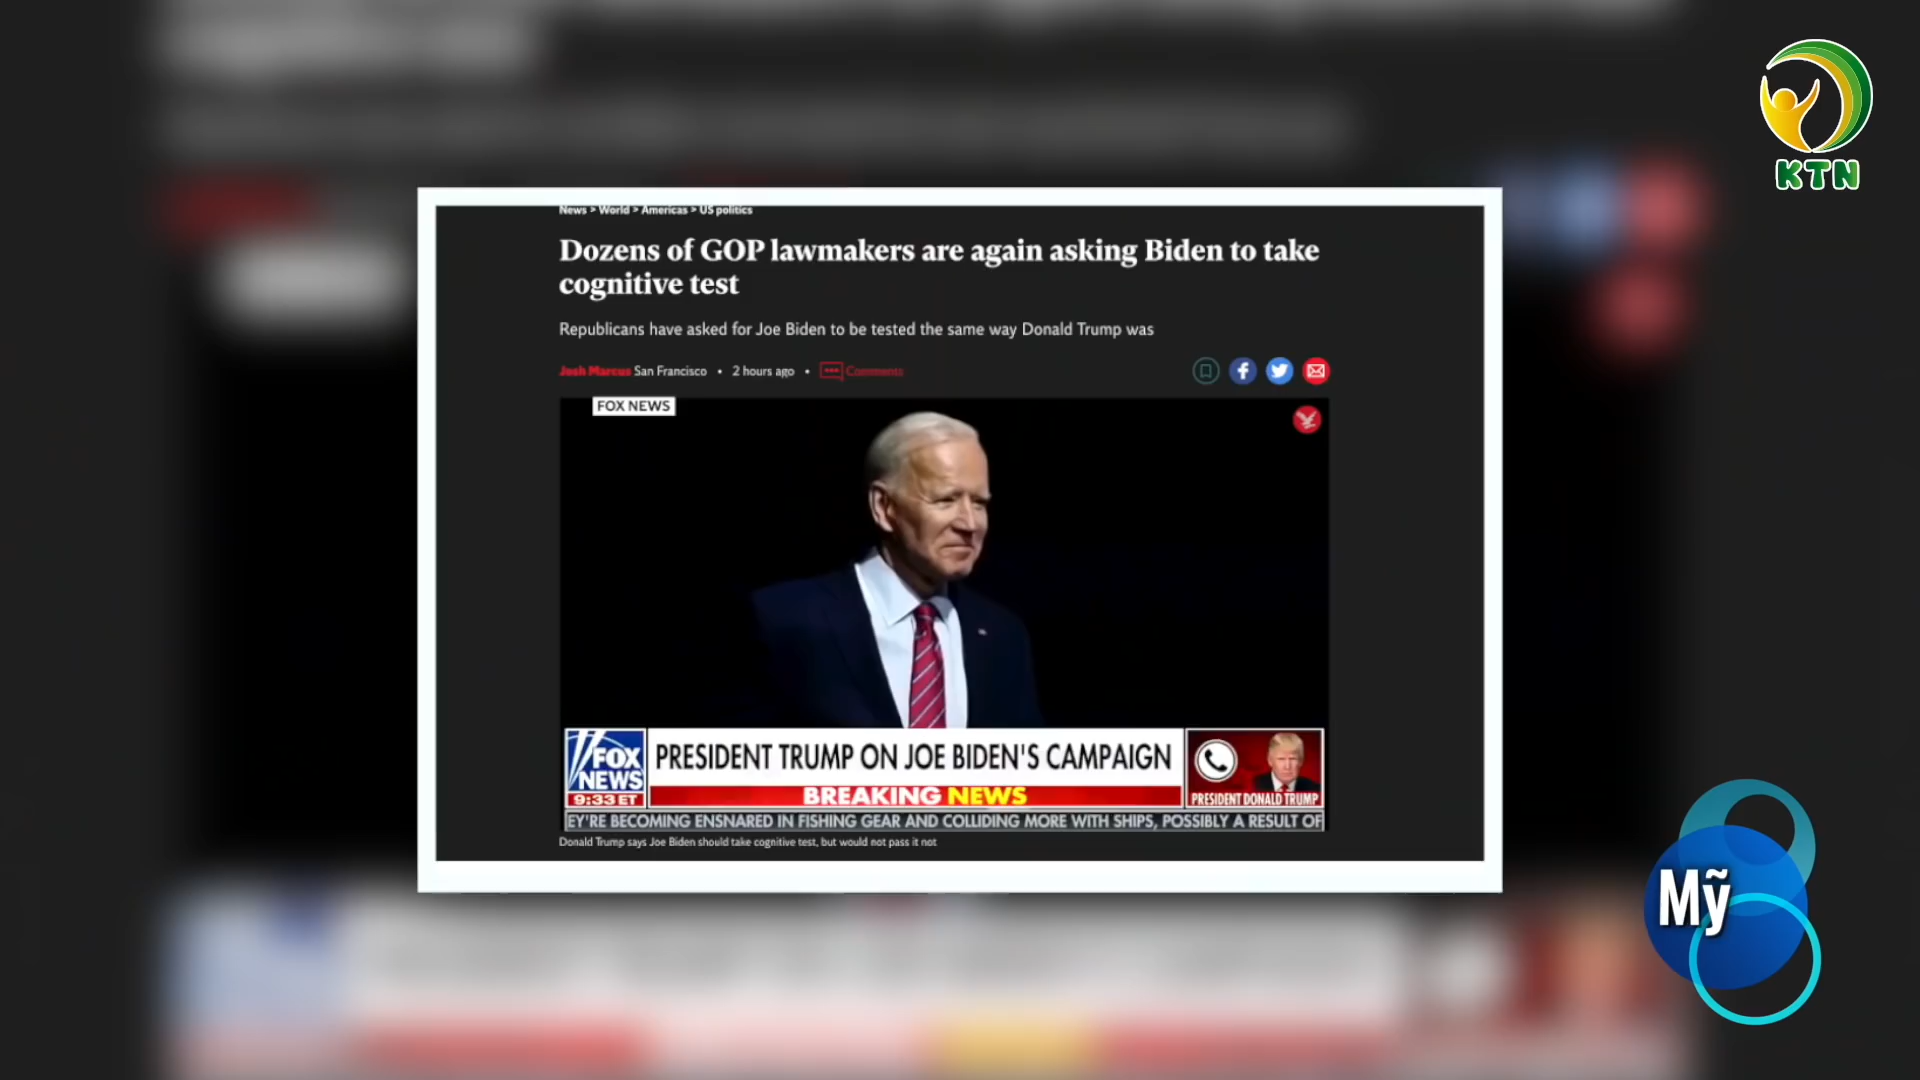 KTN
News > World > Americas > US politics
Dozens of GOP lawmakers are again asking Biden to take
cognitive test
Republicans have asked for Joe Biden to be tested the same way Donald Trump was
Josh Marcus San Francisco • 2 hours ago • Comments
FOX NEWS
FOX
NEWS
9:33 ET
PRESIDENT TRUMP ON JOE BIDEN'S CAMPAIGN
BREAKING NEWS
PRESIDENT DONALD TRUMP
EY'RE BECOMING ENSNARED IN FISHING GEAR AND COLLIDING MORE WITH SHIPS, POSSIBLY A RESULT OF
Donald Trump says Joe Biden should take cognitive test, but would not pass it not
Mỹ